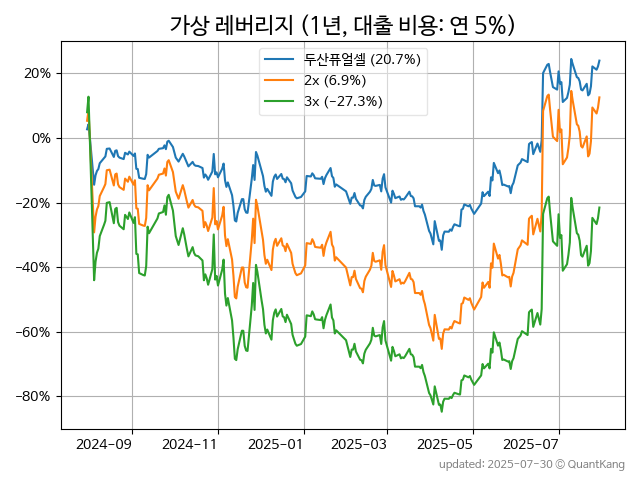 가상 레버리지 (1년, 대출 비용: 연 5%)
두산퓨얼셀 (20.7%)
2x (6.9%)
3x (−27.3%)
20%
0%
−20%
−40%
−60%
−80%
2024-09 2024-11 2025-01 2025-03 2025-05 2025-07
updated: 2025-07-30 © QuantKang